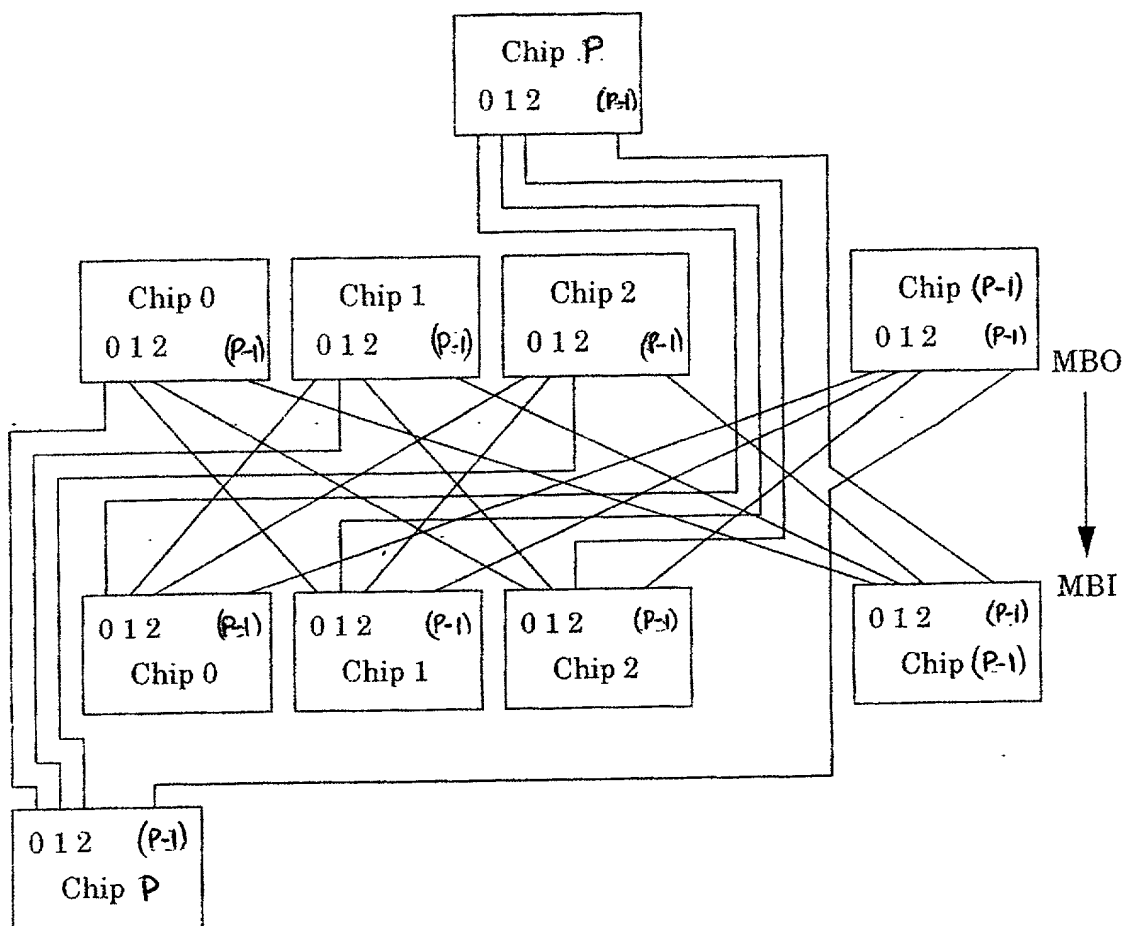 Chip P
0 1 2 (P-1)
Chip 0
0 1 2 (P-1)
Chip 1
0 1 2 (P-1)
Chip 2
0 1 2 (P-1)
Chip (P-1)
0 1 2 (P-1)
MBO
MBI
0 1 2 (P-1)
Chip 0
0 1 2 (P-1)
Chip 1
0 1 2 (P-1)
Chip 2
0 1 2 (P-1)
Chip (P-1)
0 1 2 (P-1)
Chip P